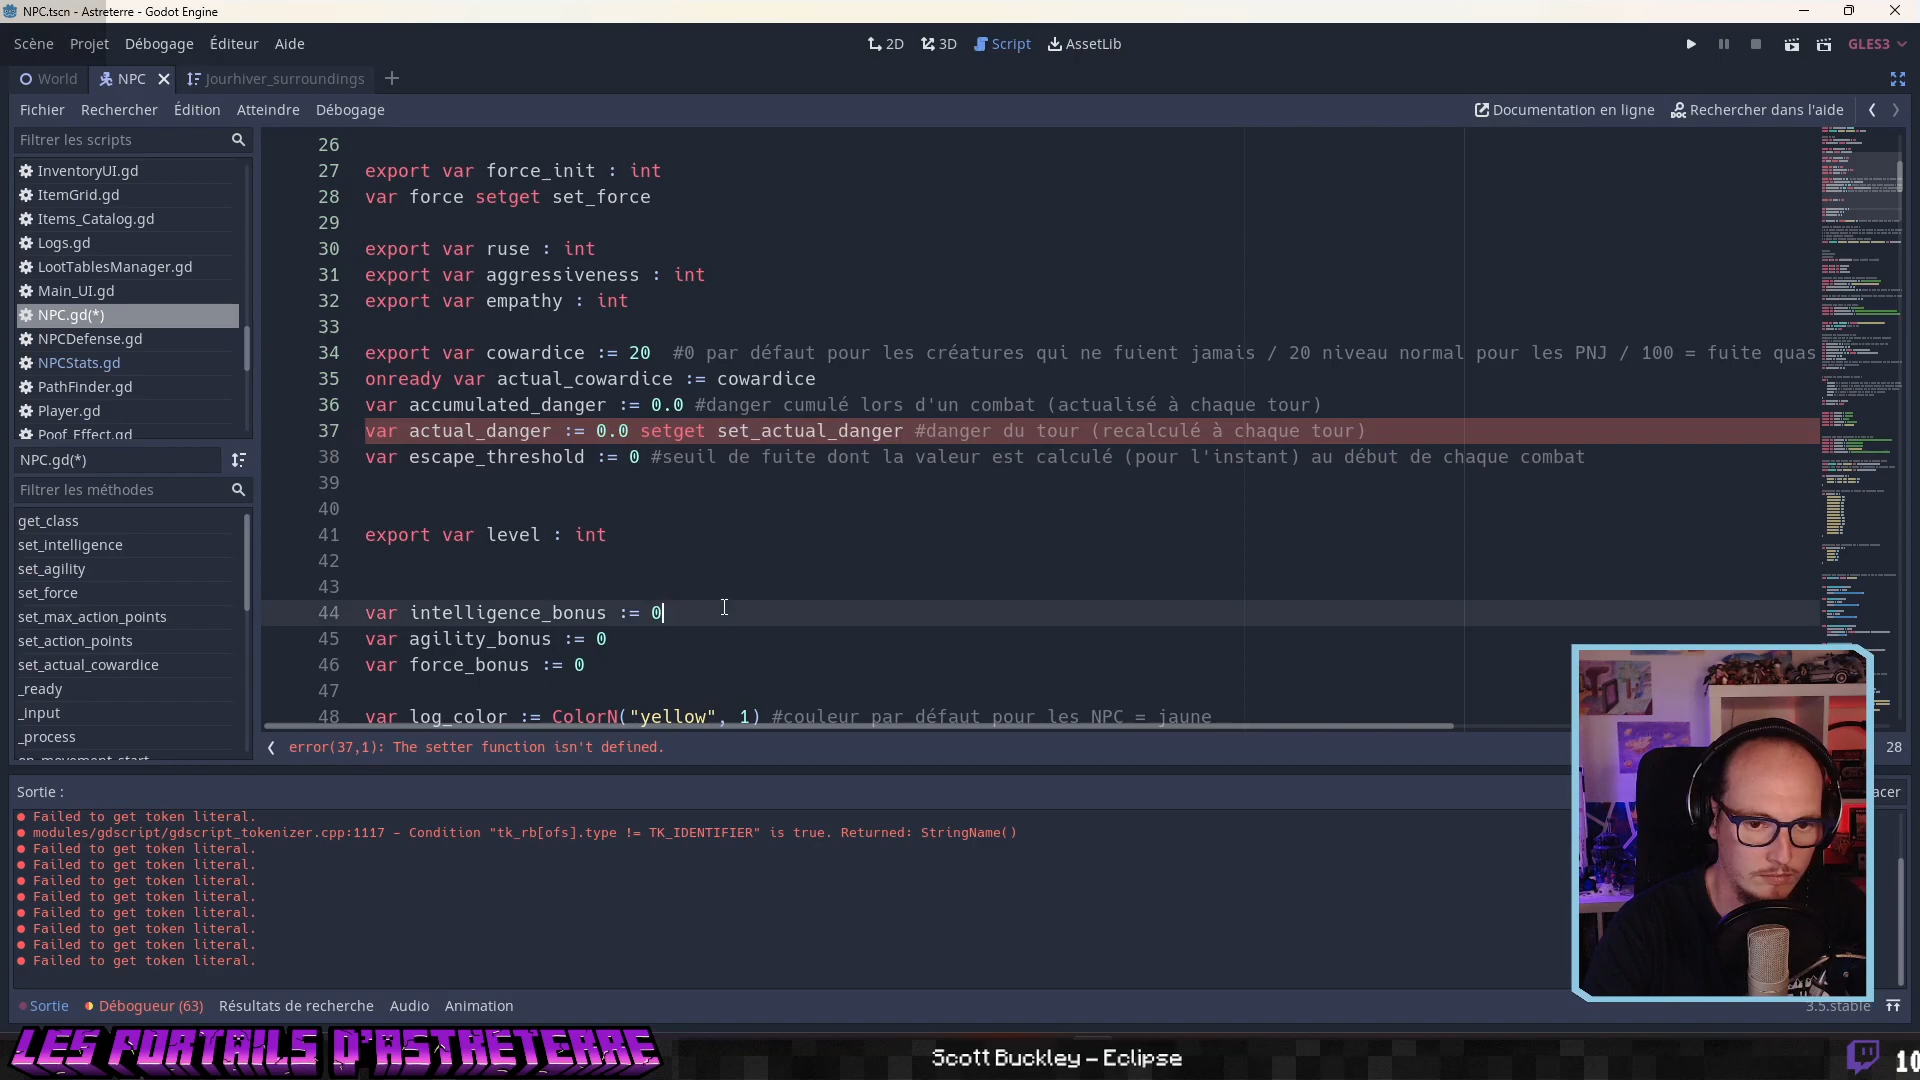 NPC.tscn - Astreterre - Godot Engine
Scène Projet Débogage Éditeur Aide
2D 3D Script AssetLib
GLES3
World NPC Jourhiver_surroundings
Fichier Rechercher Édition Atteindre Débogage
Documentation en ligne Rechercher dans l'aide
Filtrer les scripts
InventoryUI.gd
ItemGrid.gd
Items_Catalog.gd
Logs.gd
LootTablesManager.gd
Main_UI.gd
NPC.gd(*)
NPCDefense.gd
NPCStats.gd
PathFinder.gd
Player.gd
Poof_Effect.gd
NPC.gd(*)
Filtrer les méthodes
get_class
set_intelligence
set_agility
set_force
set_max_action_points
set_action_points
set_actual_cowardice
_ready
_input
_process
on_movement_start
26
27 export var force_init : int
28 var force setget set_force
29
30 export var ruse : int
31 export var aggressiveness : int
32 export var empathy : int
33
34 export var cowardice := 20 #0 par défaut pour les créatures qui ne fuient jamais / 20 niveau normal pour les PNJ / 100 = fuite quas
35 onready var actual_cowardice := cowardice
36 var accumulated_danger := 0.0 #danger cumulé lors d'un combat (actualisé à chaque tour)
37 var actual_danger := 0.0 setget set_actual_danger #danger du tour (recalculé à chaque tour)
38 var escape_threshold := 0 #seuil de fuite dont la valeur est calculé (pour l'instant) au début de chaque combat
39
40
41 export var level : int
42
43
44 var intelligence_bonus := 0
45 var agility_bonus := 0
46 var force_bonus := 0
47
48 var log_color := ColorN("yellow", 1) #couleur par défaut pour les NPC = jaune
error(37,1): The setter function isn't defined.
28
Sortie :
acer
Failed to get token literal.
modules/gdscript/gdscript_tokenizer.cpp:1117 - Condition "tk_rb[ofs].type != TK_IDENTIFIER" is true. Returned: StringName()
Failed to get token literal.
Failed to get token literal.
Failed to get token literal.
Failed to get token literal.
Failed to get token literal.
Failed to get token literal.
Failed to get token literal.
Failed to get token literal.
Sortie Débogueur (63) Résultats de recherche Audio Animation
3.5.stable
LES PORTAILS D'ASTRETERRE
Scott Buckley – Eclipse
10